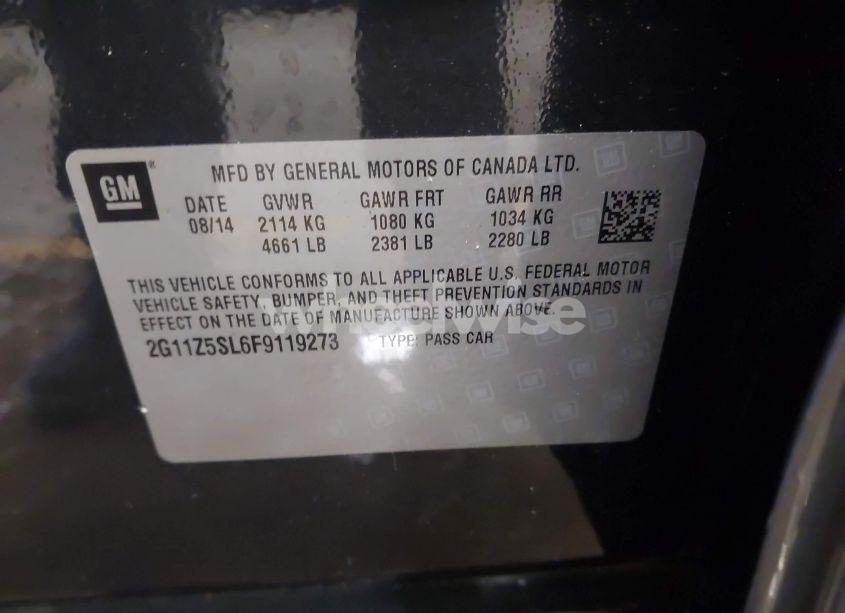 GM
MFD BY GENERAL MOTORS OF CANADA LTD.
DATE GVWR GAWR FRT GAWR RR
08/14 2114 KG 1080 KG 1034 KG
4661 LB 2381 LB 2280 LB
THIS VEHICLE CONFORMS TO ALL APPLICABLE U.S. FEDERAL MOTOR
VEHICLE SAFETY, BUMPER, AND THEFT PREVENTION STANDARDS IN
EFFECT ON THE DATE OF MANUFACTURE SHOWN ABOVE.
wheelwise
2G11Z5SL6F9119273 TYPE: PASS CAR